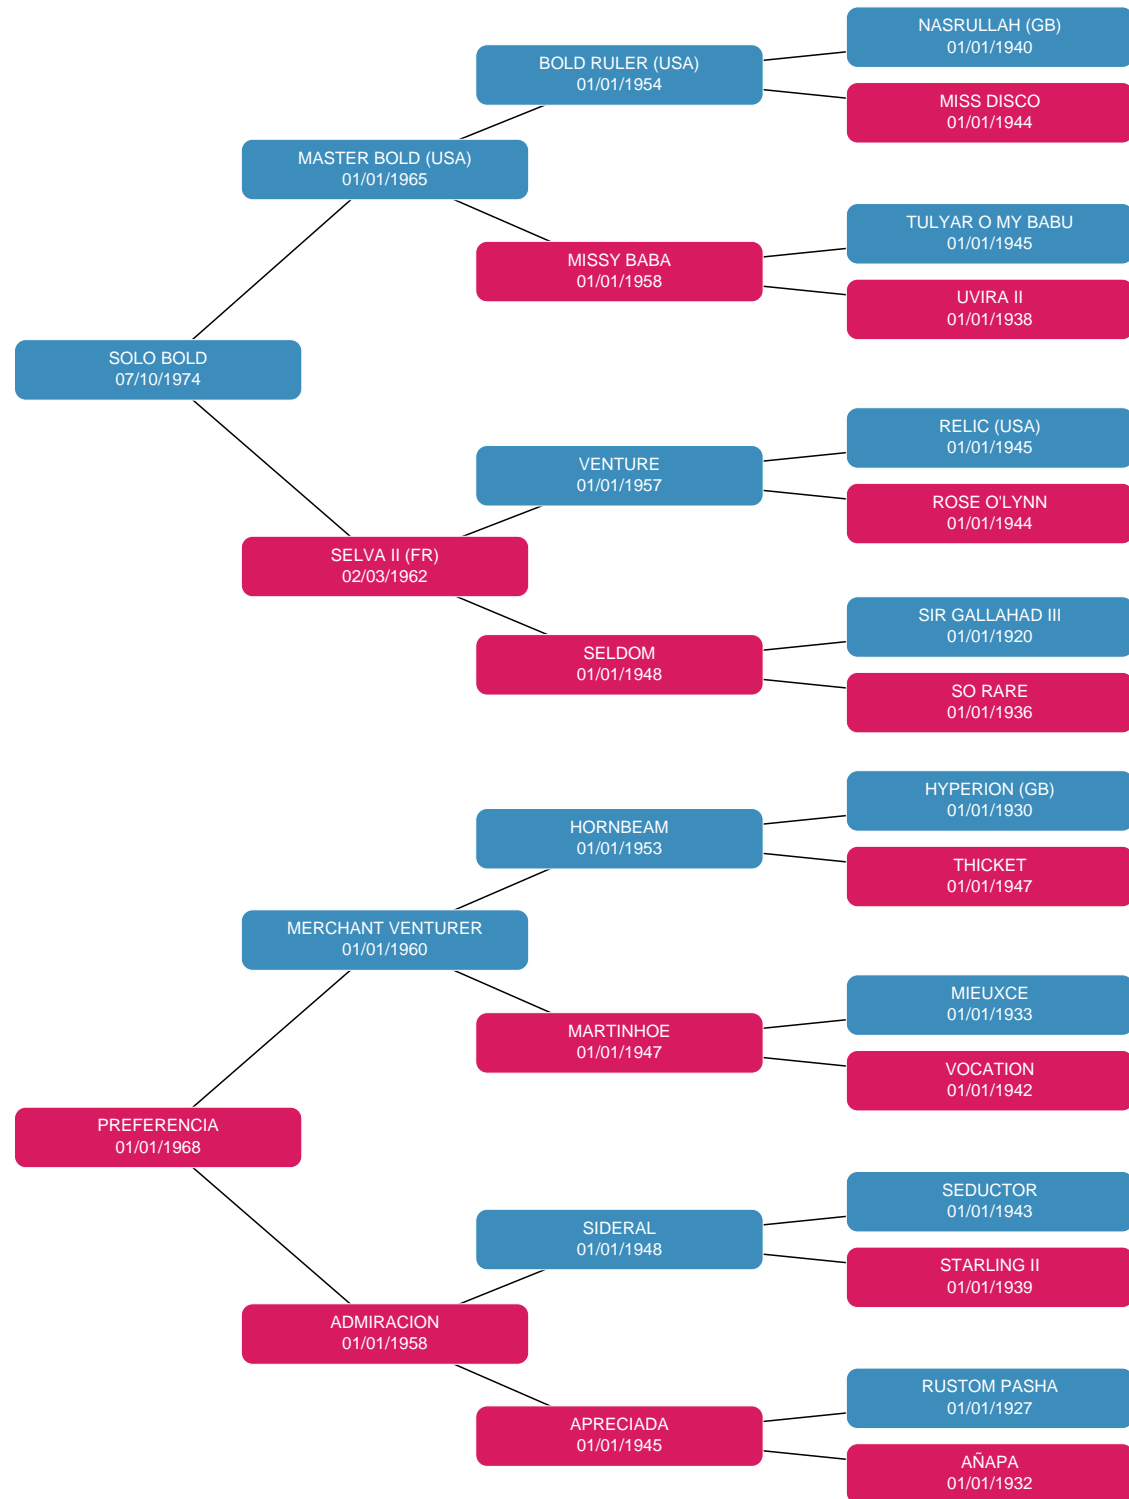 NASRULLAH (GB)
01/01/1940
BOLD RULER (USA)
01/01/1954
MISS DISCO
01/01/1944
MASTER BOLD (USA)
01/01/1965
TULYAR O MY BABU
01/01/1945
MISSY BABA
01/01/1958
UVIRA II
01/01/1938
SOLO BOLD
07/10/1974
RELIC (USA)
01/01/1945
VENTURE
01/01/1957
ROSE O'LYNN
01/01/1944
SELVA II (FR)
02/03/1962
SIR GALLAHAD III
01/01/1920
SELDOM
01/01/1948
SO RARE
01/01/1936
HYPERION (GB)
01/01/1930
HORNBEAM
01/01/1953
THICKET
01/01/1947
MERCHANT VENTURER
01/01/1960
MIEUXCE
01/01/1933
MARTINHOE
01/01/1947
VOCATION
01/01/1942
PREFERENCIA
01/01/1968
SEDUCTOR
01/01/1943
SIDERAL
01/01/1948
STARLING II
01/01/1939
ADMIRACION
01/01/1958
RUSTOM PASHA
01/01/1927
APRECIADA
01/01/1945
AÑAPA
01/01/1932